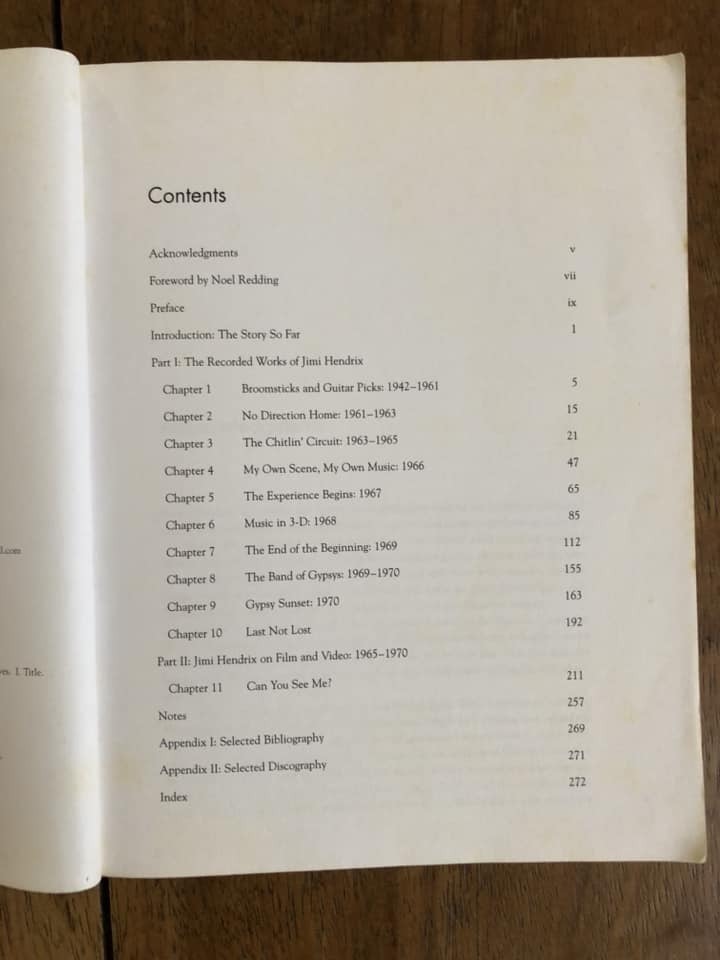 Contents
Acknowledgments v
Foreword by Noel Redding vii
Preface ix
Introduction: The Story So Far 1
Part I: The Recorded Works of Jimi Hendrix
Chapter 1 Broomsticks and Guitar Picks: 1942–1961 5
Chapter 2 No Direction Home: 1961–1963 15
Chapter 3 The Chitlin' Circuit: 1963–1965 21
Chapter 4 My Own Scene, My Own Music: 1966 47
Chapter 5 The Experience Begins: 1967 65
Chapter 6 Music in 3-D: 1968 85
Chapter 7 The End of the Beginning: 1969 112
Chapter 8 The Band of Gypsys: 1969–1970 155
Chapter 9 Gypsy Sunset: 1970 163
Chapter 10 Last Not Lost 192
Part II: Jimi Hendrix on Film and Video: 1965–1970
Chapter 11 Can You See Me? 211
Notes 257
Appendix I: Selected Bibliography 269
Appendix II: Selected Discography 271
Index 272
.com
I. Title.